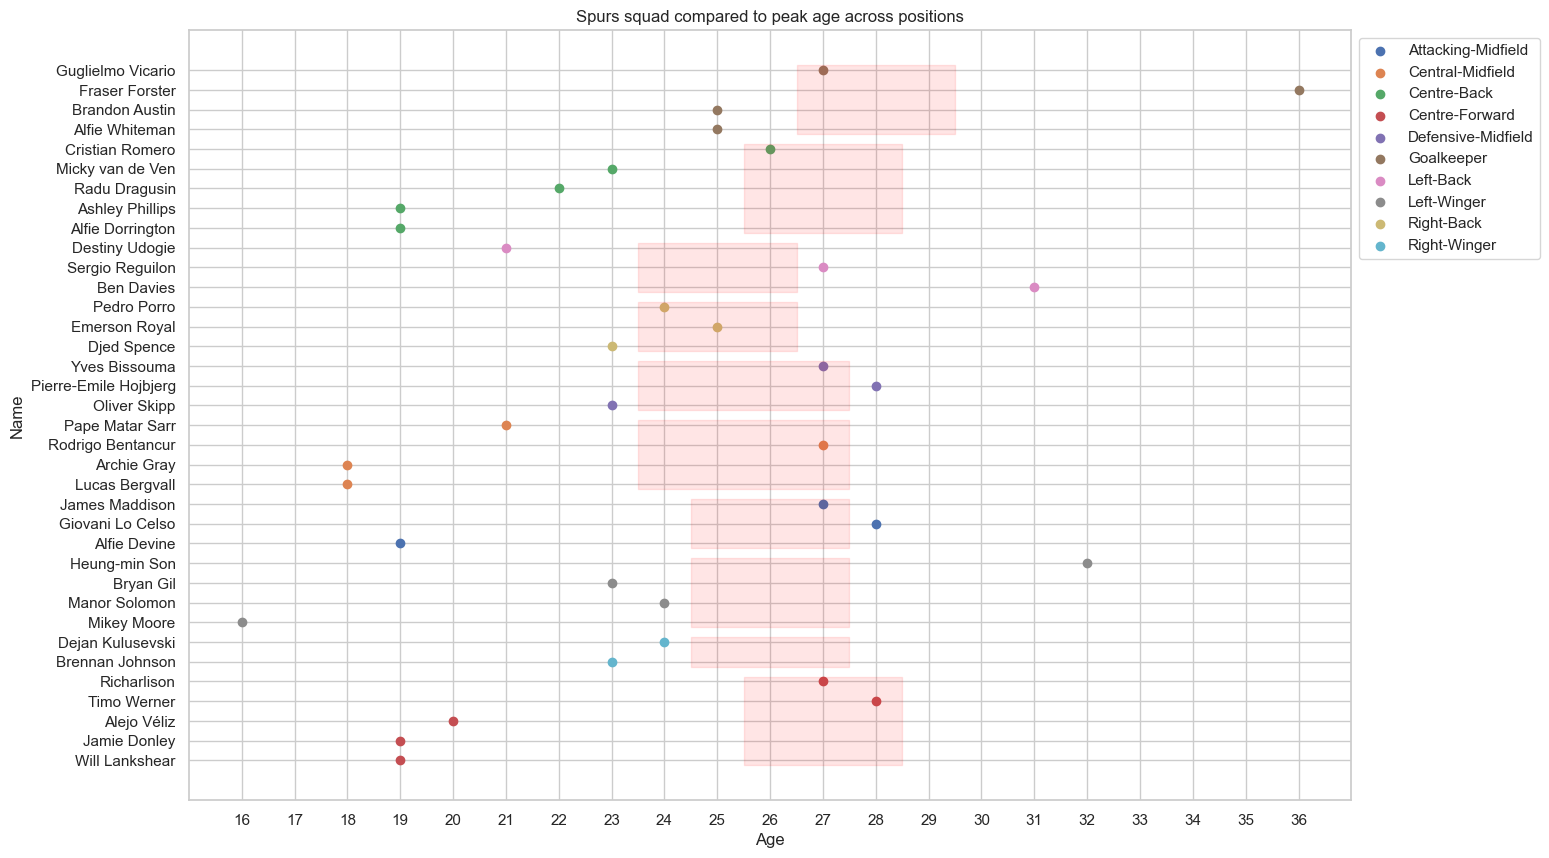 Spurs squad compared to peak age across positions
Guglielmo Vicario
Fraser Forster
Brandon Austin
Alfie Whiteman
Cristian Romero
Micky van de Ven
Radu Dragusin
Ashley Phillips
Alfie Dorrington
Destiny Udogie
Sergio Reguilon
Ben Davies
Pedro Porro
Emerson Royal
Djed Spence
Yves Bissouma
Pierre-Emile Hojbjerg
Oliver Skipp
Pape Matar Sarr
Rodrigo Bentancur
Archie Gray
Lucas Bergvall
James Maddison
Giovani Lo Celso
Alfie Devine
Heung-min Son
Bryan Gil
Manor Solomon
Mikey Moore
Dejan Kulusevski
Brennan Johnson
Richarlison
Timo Werner
Alejo Véliz
Jamie Donley
Will Lankshear
Name
16 17 18 19 20 21 22 23 24 25 26 27 28 29 30 31 32 33 34 35 36
Age
Attacking-Midfield
Central-Midfield
Centre-Back
Centre-Forward
Defensive-Midfield
Goalkeeper
Left-Back
Left-Winger
Right-Back
Right-Winger